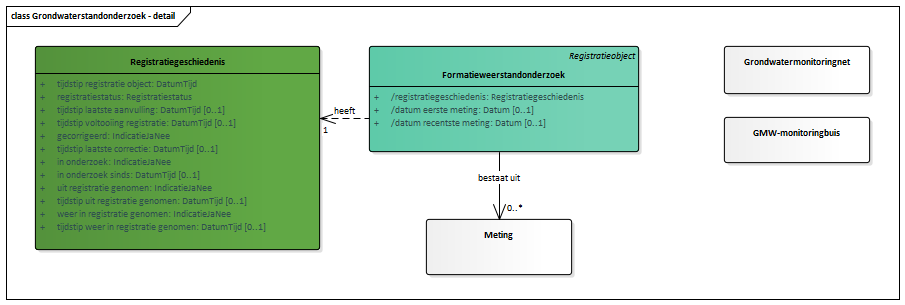 class Grondwaterstandonderzoek - detail
Registratiegeschiedenis
+ tijdstip registratie object: DatumTijd
+ registratiestatus: Registratiestatus
+ tijdstip laatste aanvulling: DatumTijd [0..1]
+ tijdstip voltooiing registratie: DatumTijd [0..1]
+ gecorrigeerd: IndicatieJaNee
+ tijdstip laatste correctie: DatumTijd [0..1]
+ in onderzoek: IndicatieJaNee
+ in onderzoek sinds: DatumTijd [0..1]
+ uit registratie genomen: IndicatieJaNee
+ tijdstip uit registratie genomen: DatumTijd [0..1]
+ weer in registratie genomen: IndicatieJaNee
+ tijdstip weer in registratie genomen: DatumTijd [0..1]
heeft
1
Registratieobject
Formatieweerstandonderzoek
+ /registratiegeschiedenis: Registratiegeschiedenis
+ /datum eerste meting: Datum [0..1]
+ /datum recentste meting: Datum [0..1]
bestaat uit
0..*
Meting
Grondwatermonitoringnet
GMW-monitoringbuis